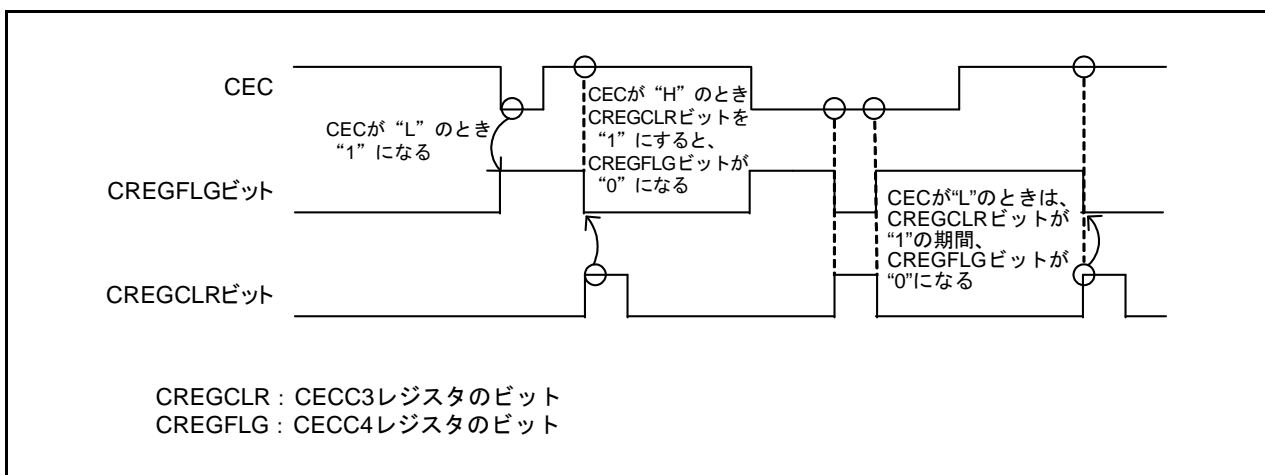 CEC
CECが“L”のとき
“1”になる
CECが“H”のとき
CREGCLRビットを
“1”にすると、
CREGFLGビットが
“0”になる
CREGFLGビット
CECが“L”のときは、
CREGCLRビットが
“1”の期間、
CREGFLGビットが
“0”になる
CREGCLRビット
CREGCLR : CECC3レジスタのビット
CREGFLG : CECC4レジスタのビット